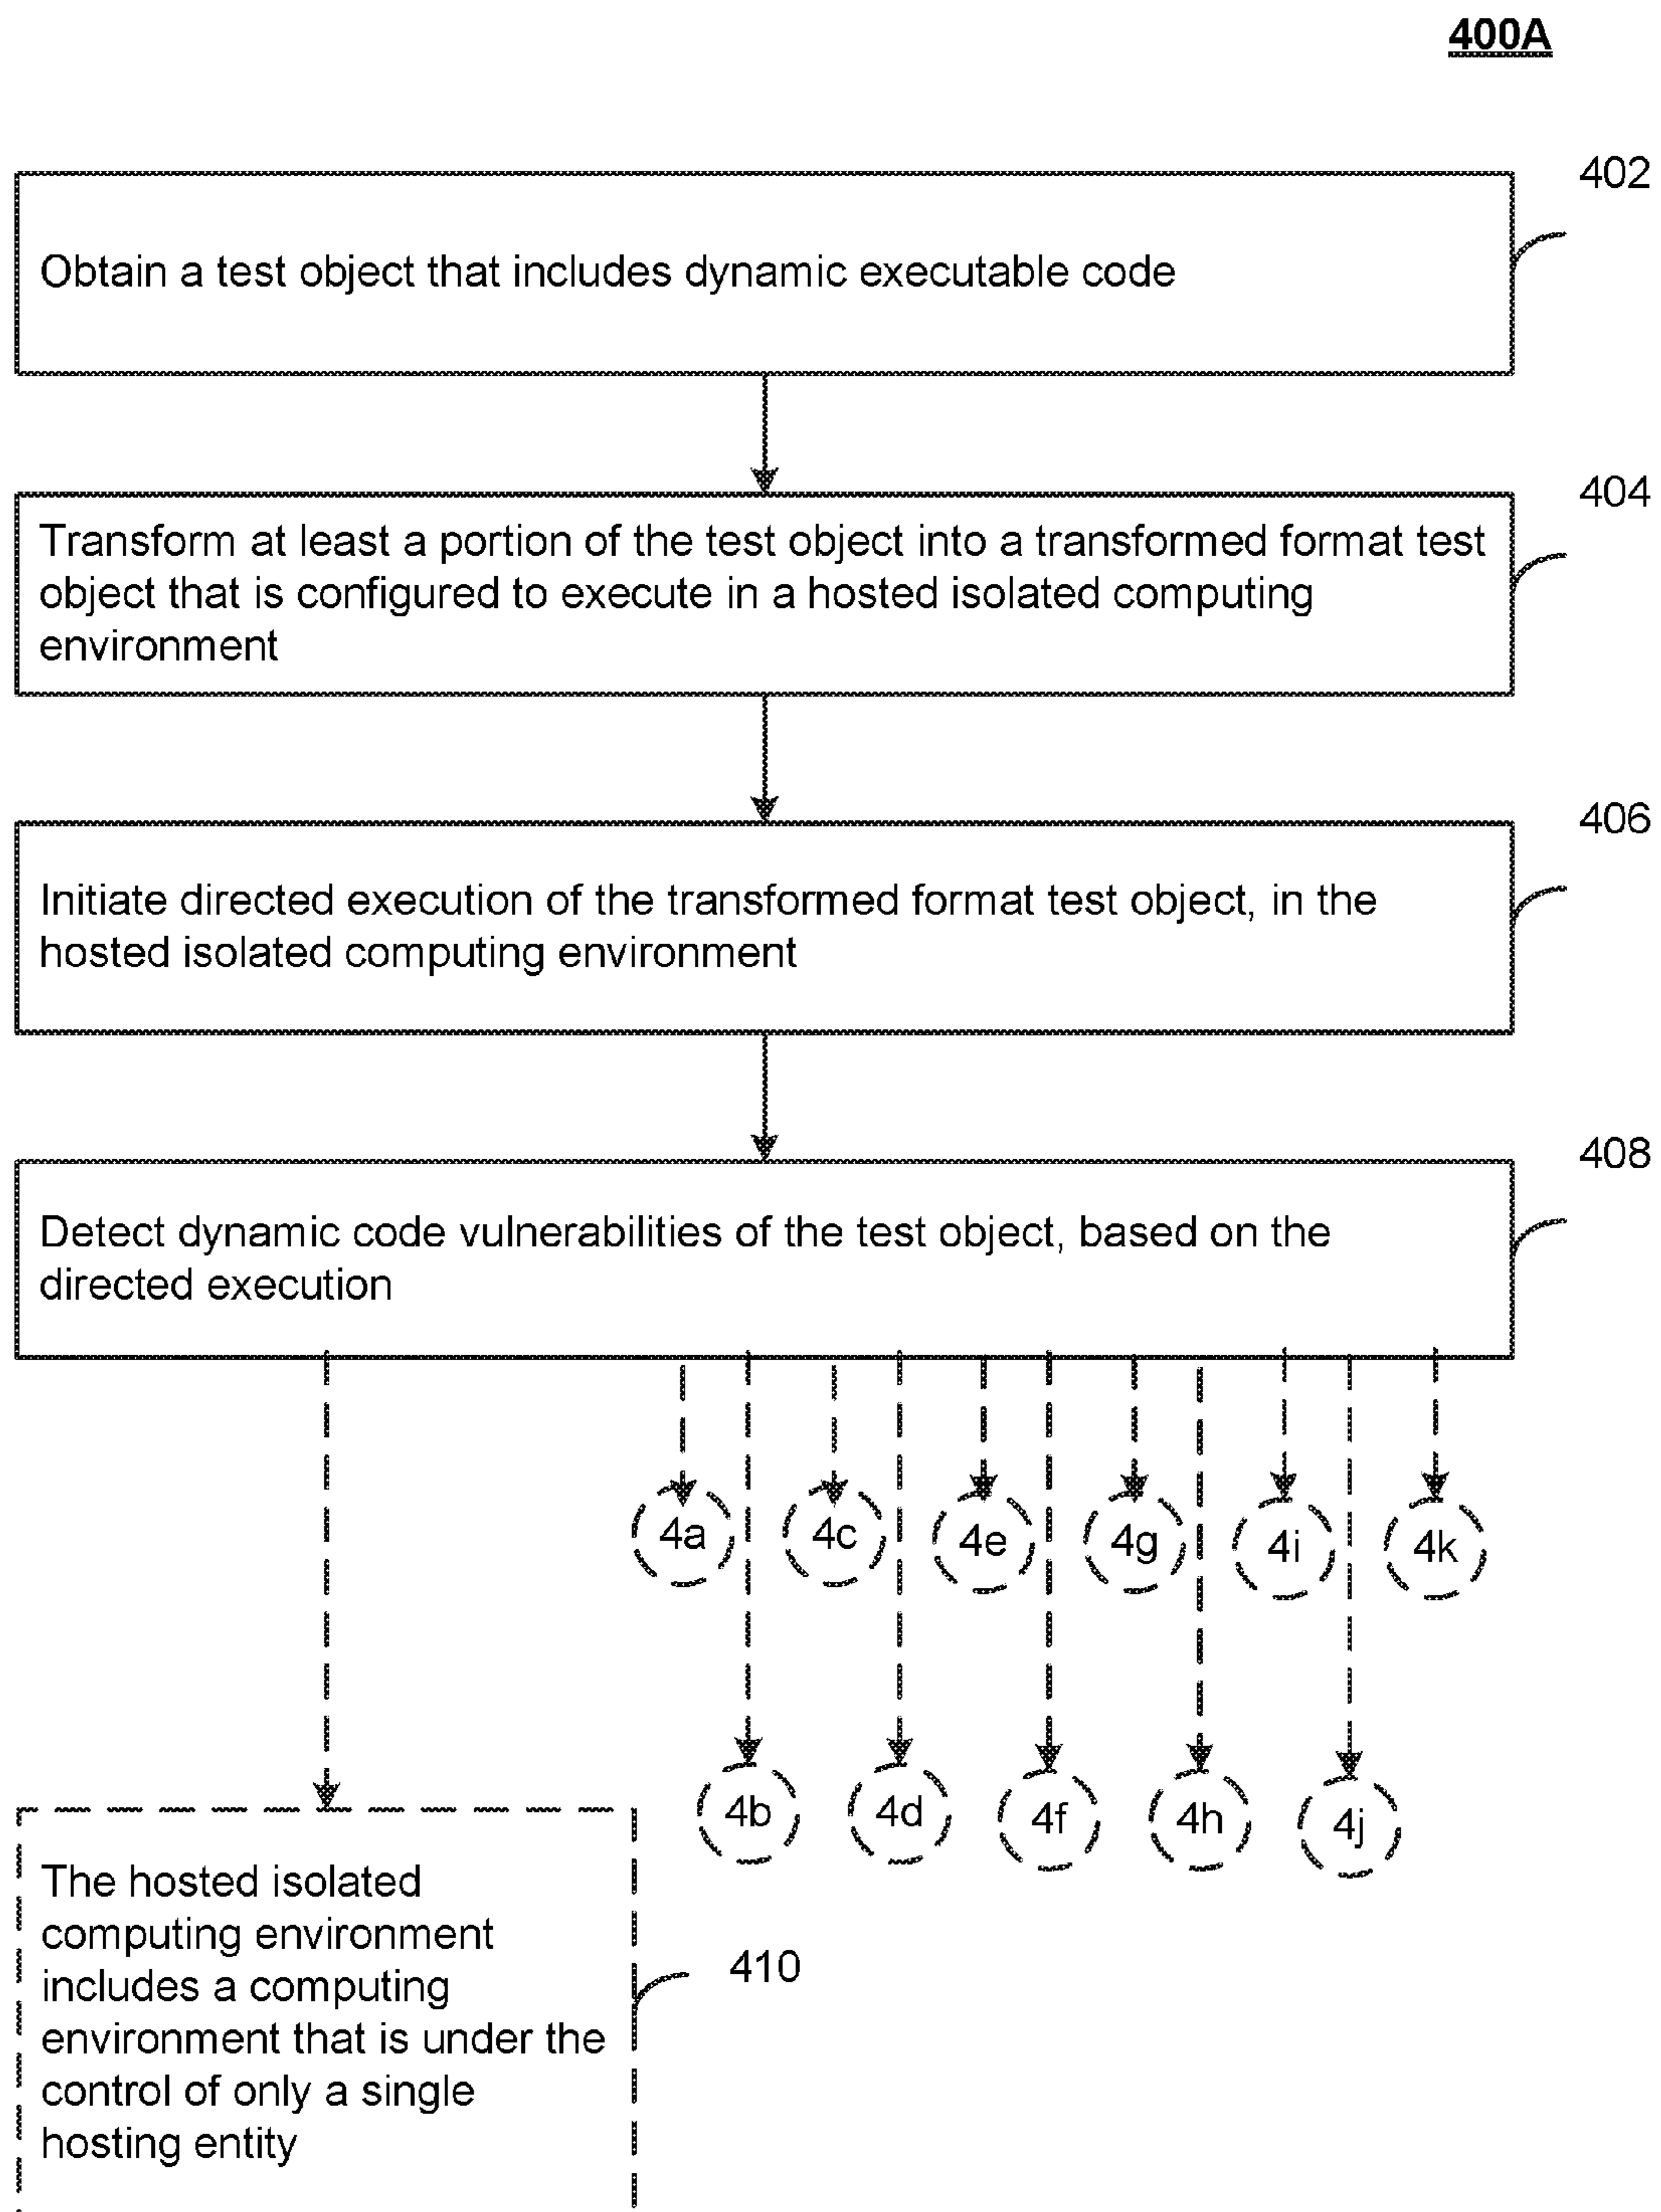 400A
402
Obtain a test object that includes dynamic executable code
404
Transform at least a portion of the test object into a transformed format test
object that is configured to execute in a hosted isolated computing
environment
406
Initiate directed execution of the transformed format test object, in the
hosted isolated computing environment
408
Detect dynamic code vulnerabilities of the test object, based on the
directed execution
4a 4c 4e 4g 4i 4k
4b 4d 4f 4h 4j
The hosted isolated
computing environment
includes a computing
environment that is under the
control of only a single
hosting entity
410